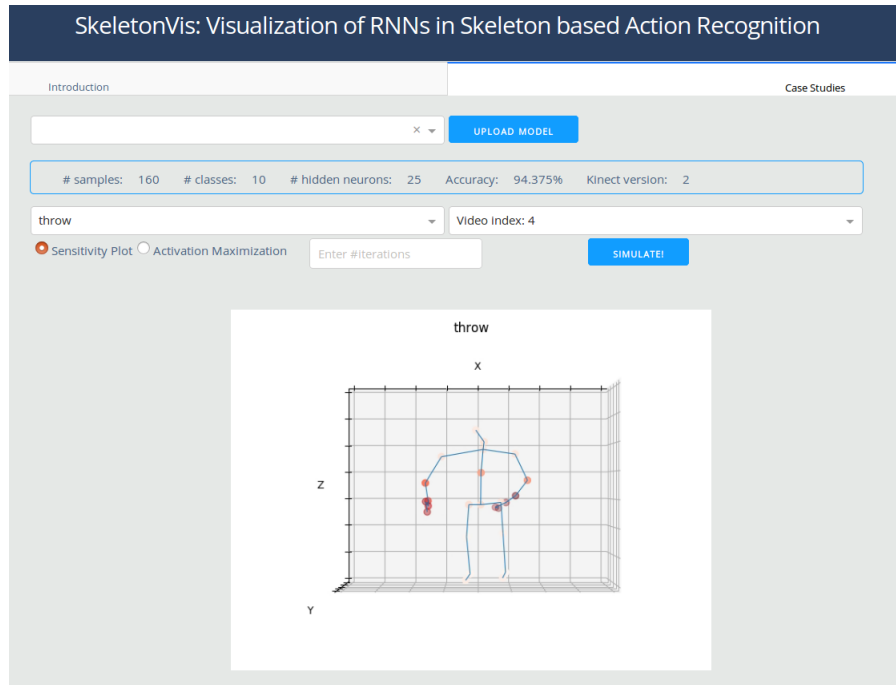 SkeletonVis: Visualization of RNNs in Skeleton based Action Recognition
Introduction
Case Studies
× UPLOAD MODEL
# samples: 160 # classes: 10 # hidden neurons: 25 Accuracy: 94.375% Kinect version: 2
throw Video index: 4
Sensitivity Plot Activation Maximization Enter #iterations SIMULATE!
throw
X
Z
Y